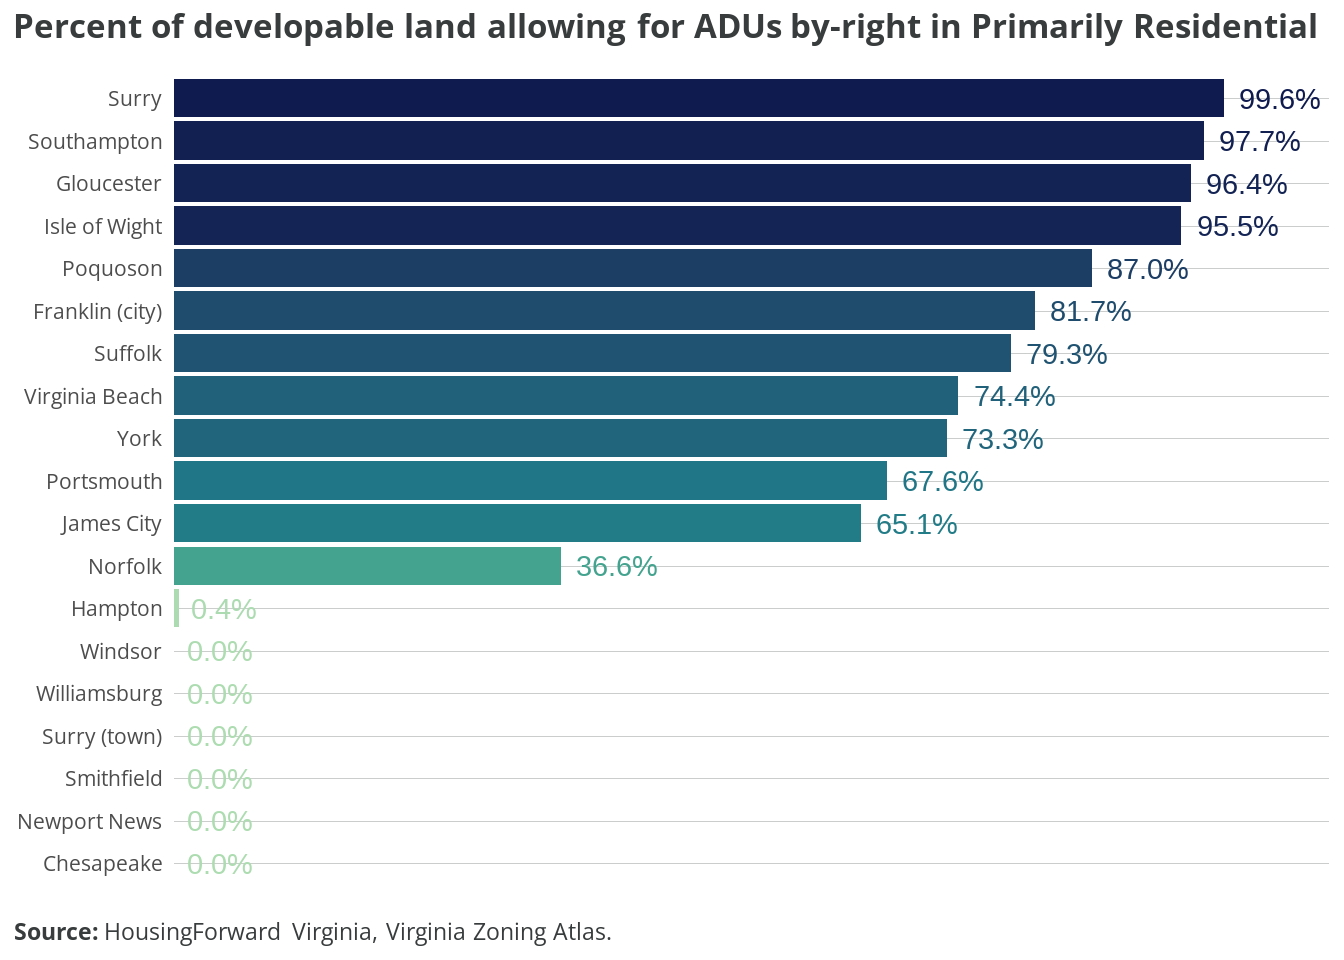 Percent of developable land allowing for ADUs by-right in Primarily Residential
Surry 99.6%
Southampton 97.7%
Gloucester 96.4%
Isle of Wight 95.5%
Poquoson 87.0%
Franklin (city) 81.7%
Suffolk 79.3%
Virginia Beach 74.4%
York 73.3%
Portsmouth 67.6%
James City 65.1%
Norfolk 36.6%
Hampton 0.4%
Windsor 0.0%
Williamsburg 0.0%
Surry (town) 0.0%
Smithfield 0.0%
Newport News 0.0%
Chesapeake 0.0%
Source: HousingForward Virginia, Virginia Zoning Atlas.